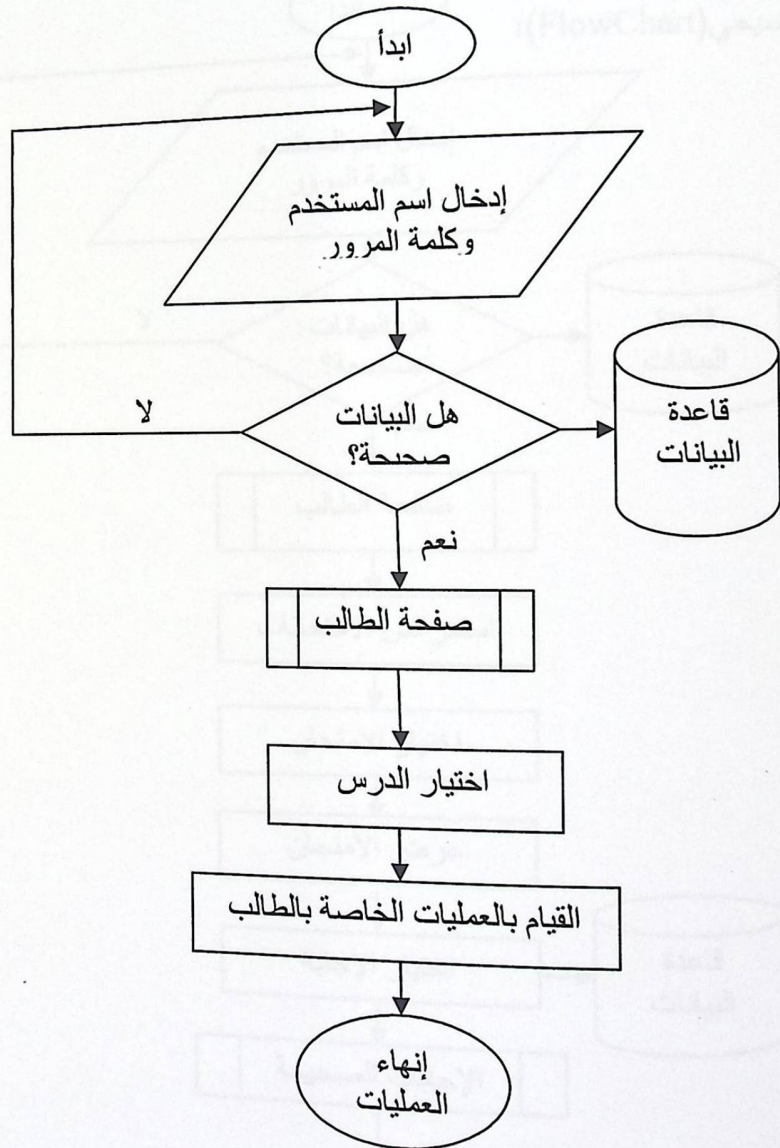 (FlowChart):
ابدأ
إدخال اسم المستخدم
وكلمة المرور
هل البيانات
صحيحة؟
قاعدة
البيانات
لا
نعم
صفحة الطالب
اختيار الدرس
القيام بالعمليات الخاصة بالطالب
إنهاء
العمليات